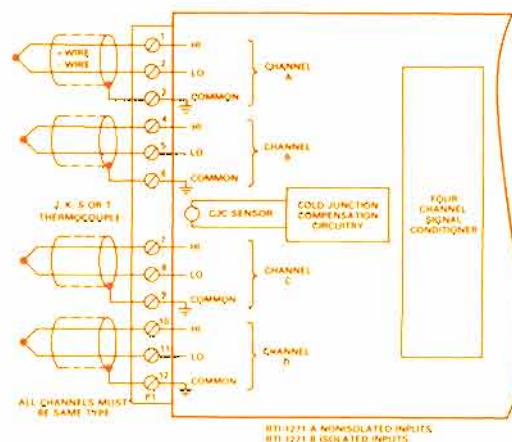 1
+ WIRE
HI
- WIRE
2
LO
CHANNEL
A
3
COMMON
4
HI
CHANNEL
B
5
LO
6
COMMON
J, K, S OR T
THERMOCOUPLE
CJC SENSOR
COLD JUNCTION
COMPENSATION
CIRCUITRY
FOUR
CHANNEL
SIGNAL
CONDITIONER
7
HI
8
LO
CHANNEL
C
COMMON
10
HI
11
LO
CHANNEL
D
12
COMMON
ALL CHANNELS MUST
BE SAME TYPE
P1
RTI-1271 A NONISOLATED INPUTS
RTI-1271 B ISOLATED INPUTS